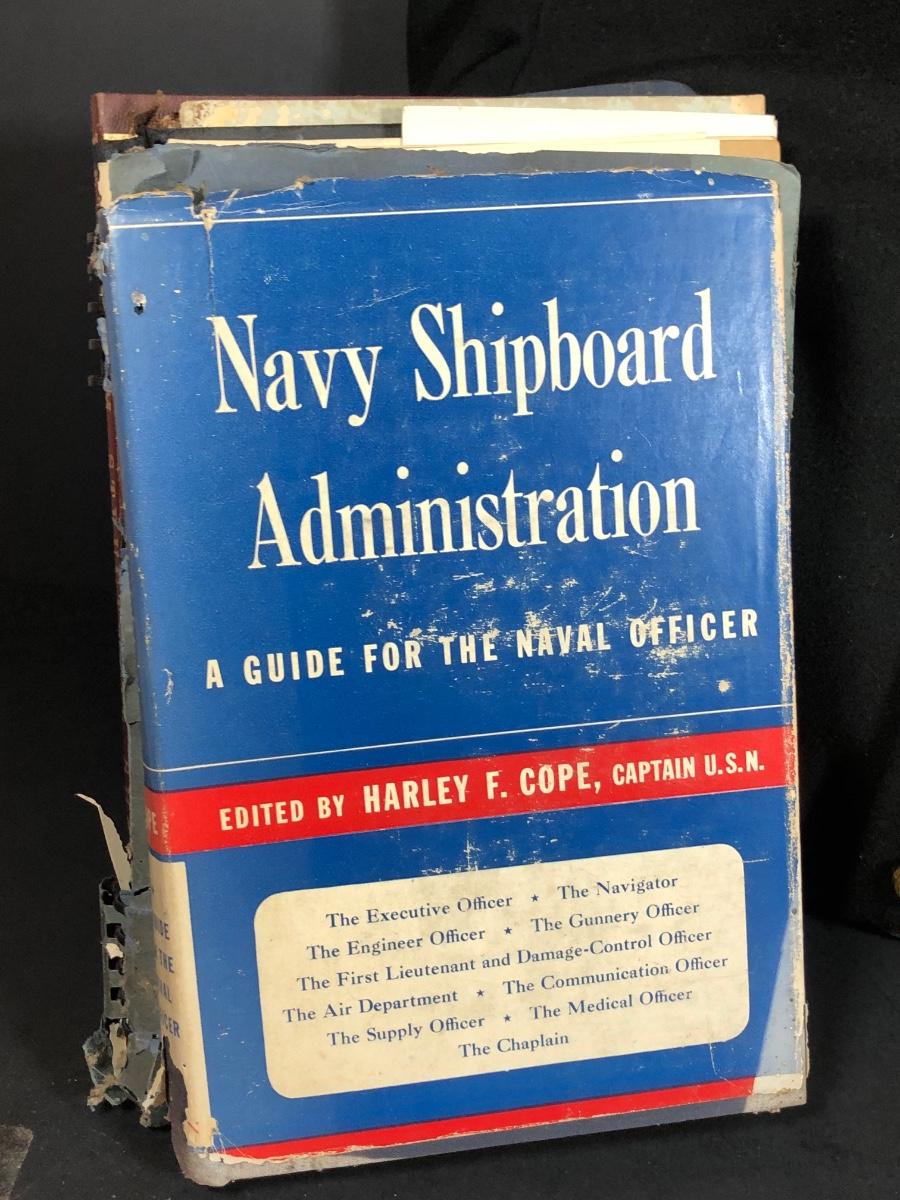 Navy Shipboard
Administration
A GUIDE FOR THE NAVAL OFFICER
EDITED BY HARLEY F. COPE, CAPTAIN U.S.N.
The Executive Officer ★ The Navigator
The Engineer Officer ★ The Gunnery Officer
The First Lieutenant and Damage-Control Officer
The Air Department ★ The Communication Officer
The Supply Officer ★ The Medical Officer
The Chaplain